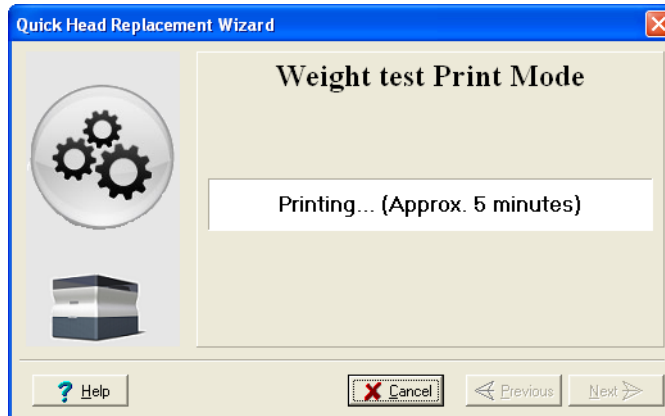 Quick Head Replacement Wizard
Weight test Print Mode
Printing... (Approx. 5 minutes)
Help
Cancel
Previous
Next